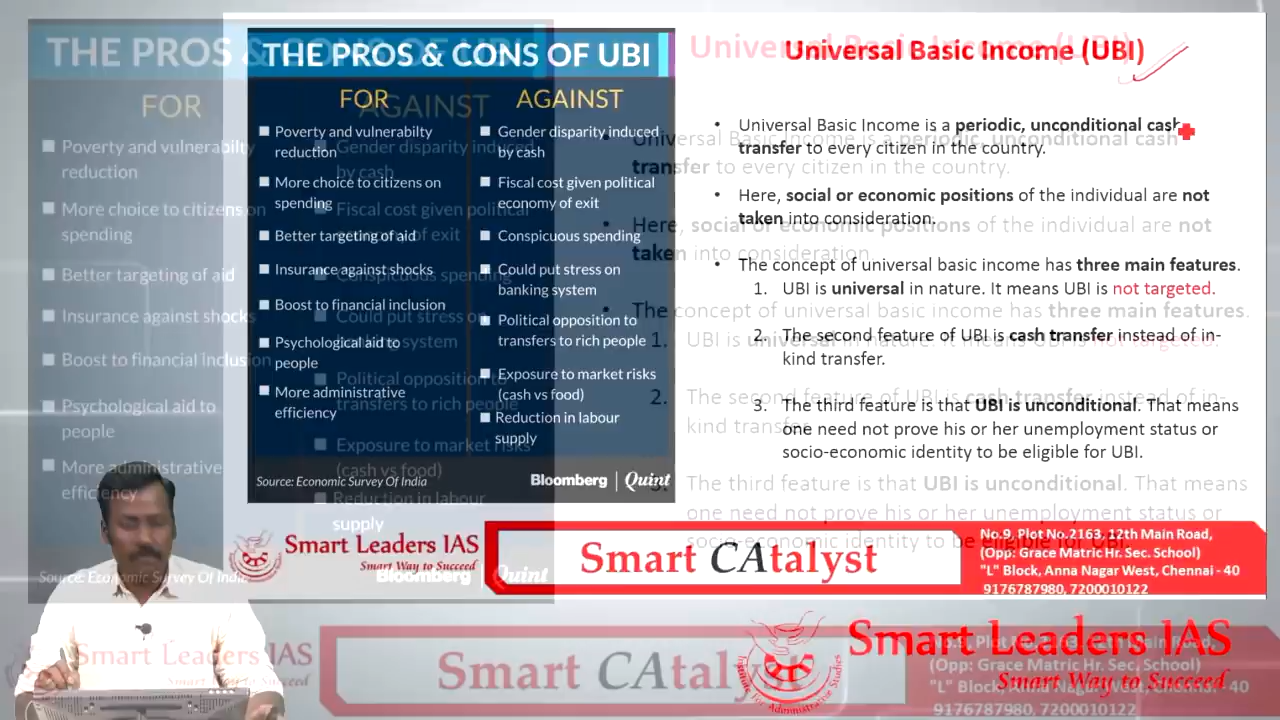 THE PROS & CONS OF UBI
FOR
Poverty and vulnerabilty
reduction
More choice to citizens on
spending
Better targeting of aid
Insurance against shocks
Boost to financial inclusion
Psychological aid to
people
More administrative
efficiency
AGAINST
Gender disparity induced
by cash
Fiscal cost given political
economy of exit
Conspicuous spending
Could put stress on
banking system
Political opposition to
transfers to rich people
Exposure to market risks
(cash vs food)
Reduction in labour
supply
Source: Economic Survey Of India
Bloomberg | Quint
Universal Basic Income (UBI)
• Universal Basic Income is a periodic, unconditional cash
transfer to every citizen in the country.
• Here, social or economic positions of the individual are not
taken into consideration.
• The concept of universal basic income has three main features.
1. UBI is universal in nature. It means UBI is not targeted.
2. The second feature of UBI is cash transfer instead of in-
kind transfer.
3. The third feature is that UBI is unconditional. That means
one need not prove his or her unemployment status or
socio-economic identity to be eligible for UBI.
Smart Leaders IAS
Smart Way to Succeed
Smart CAtalyst
No.9, Plot No.2163, 12th Main Road,
(Opp: Grace Matric Hr. Sec. School)
"L" Block, Anna Nagar West, Chennai - 40
9176787980, 7200010122
Smart Leaders IAS
Smart Way to Succeed